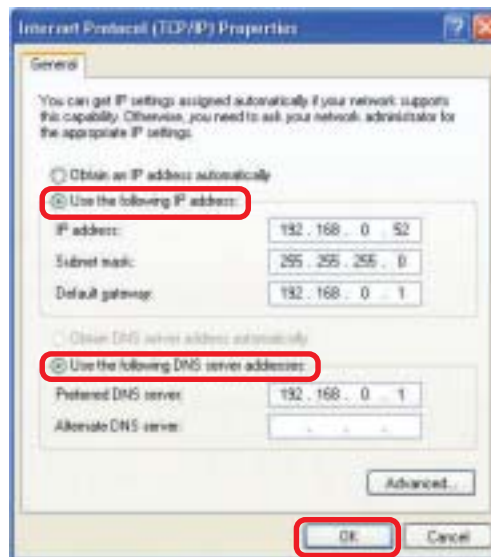 Internet Protocol (TCP/IP) Properties
General
You can get IP settings assigned automatically if your network supports
this capability. Otherwise, you need to ask your network administrator for
the appropriate IP settings.
Obtain an IP address automatically
Use the following IP address:
IP address: 192 . 168 . 0 . 52
Subnet mask: 255 . 255 . 255 . 0
Default gateway: 192 . 168 . 0 . 1
Obtain DNS server address automatically
Use the following DNS server addresses:
Preferred DNS server: 192 . 168 . 0 . 1
Alternate DNS server: . . .
Advanced...
OK Cancel